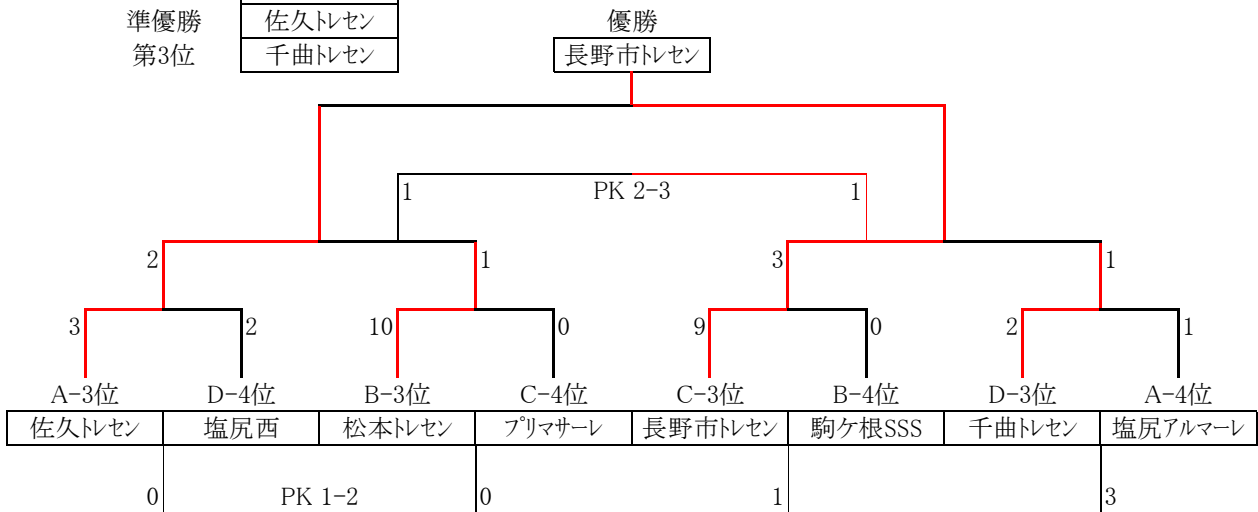 準優勝 佐久トレセン 優勝
第3位 千曲トレセン 長野市トレセン
1 PK 2-3 1
2 1 3 1
3 2 10 0 9 0 2 1
A-3位 D-4位 B-3位 C-4位 C-3位 B-4位 D-3位 A-4位
佐久トレセン 塩尻西 松本トレセン プリマサーレ 長野市トレセン 駒ケ根SSS 千曲トレセン 塩尻アルマーレ
0 PK 1-2 0 1 3